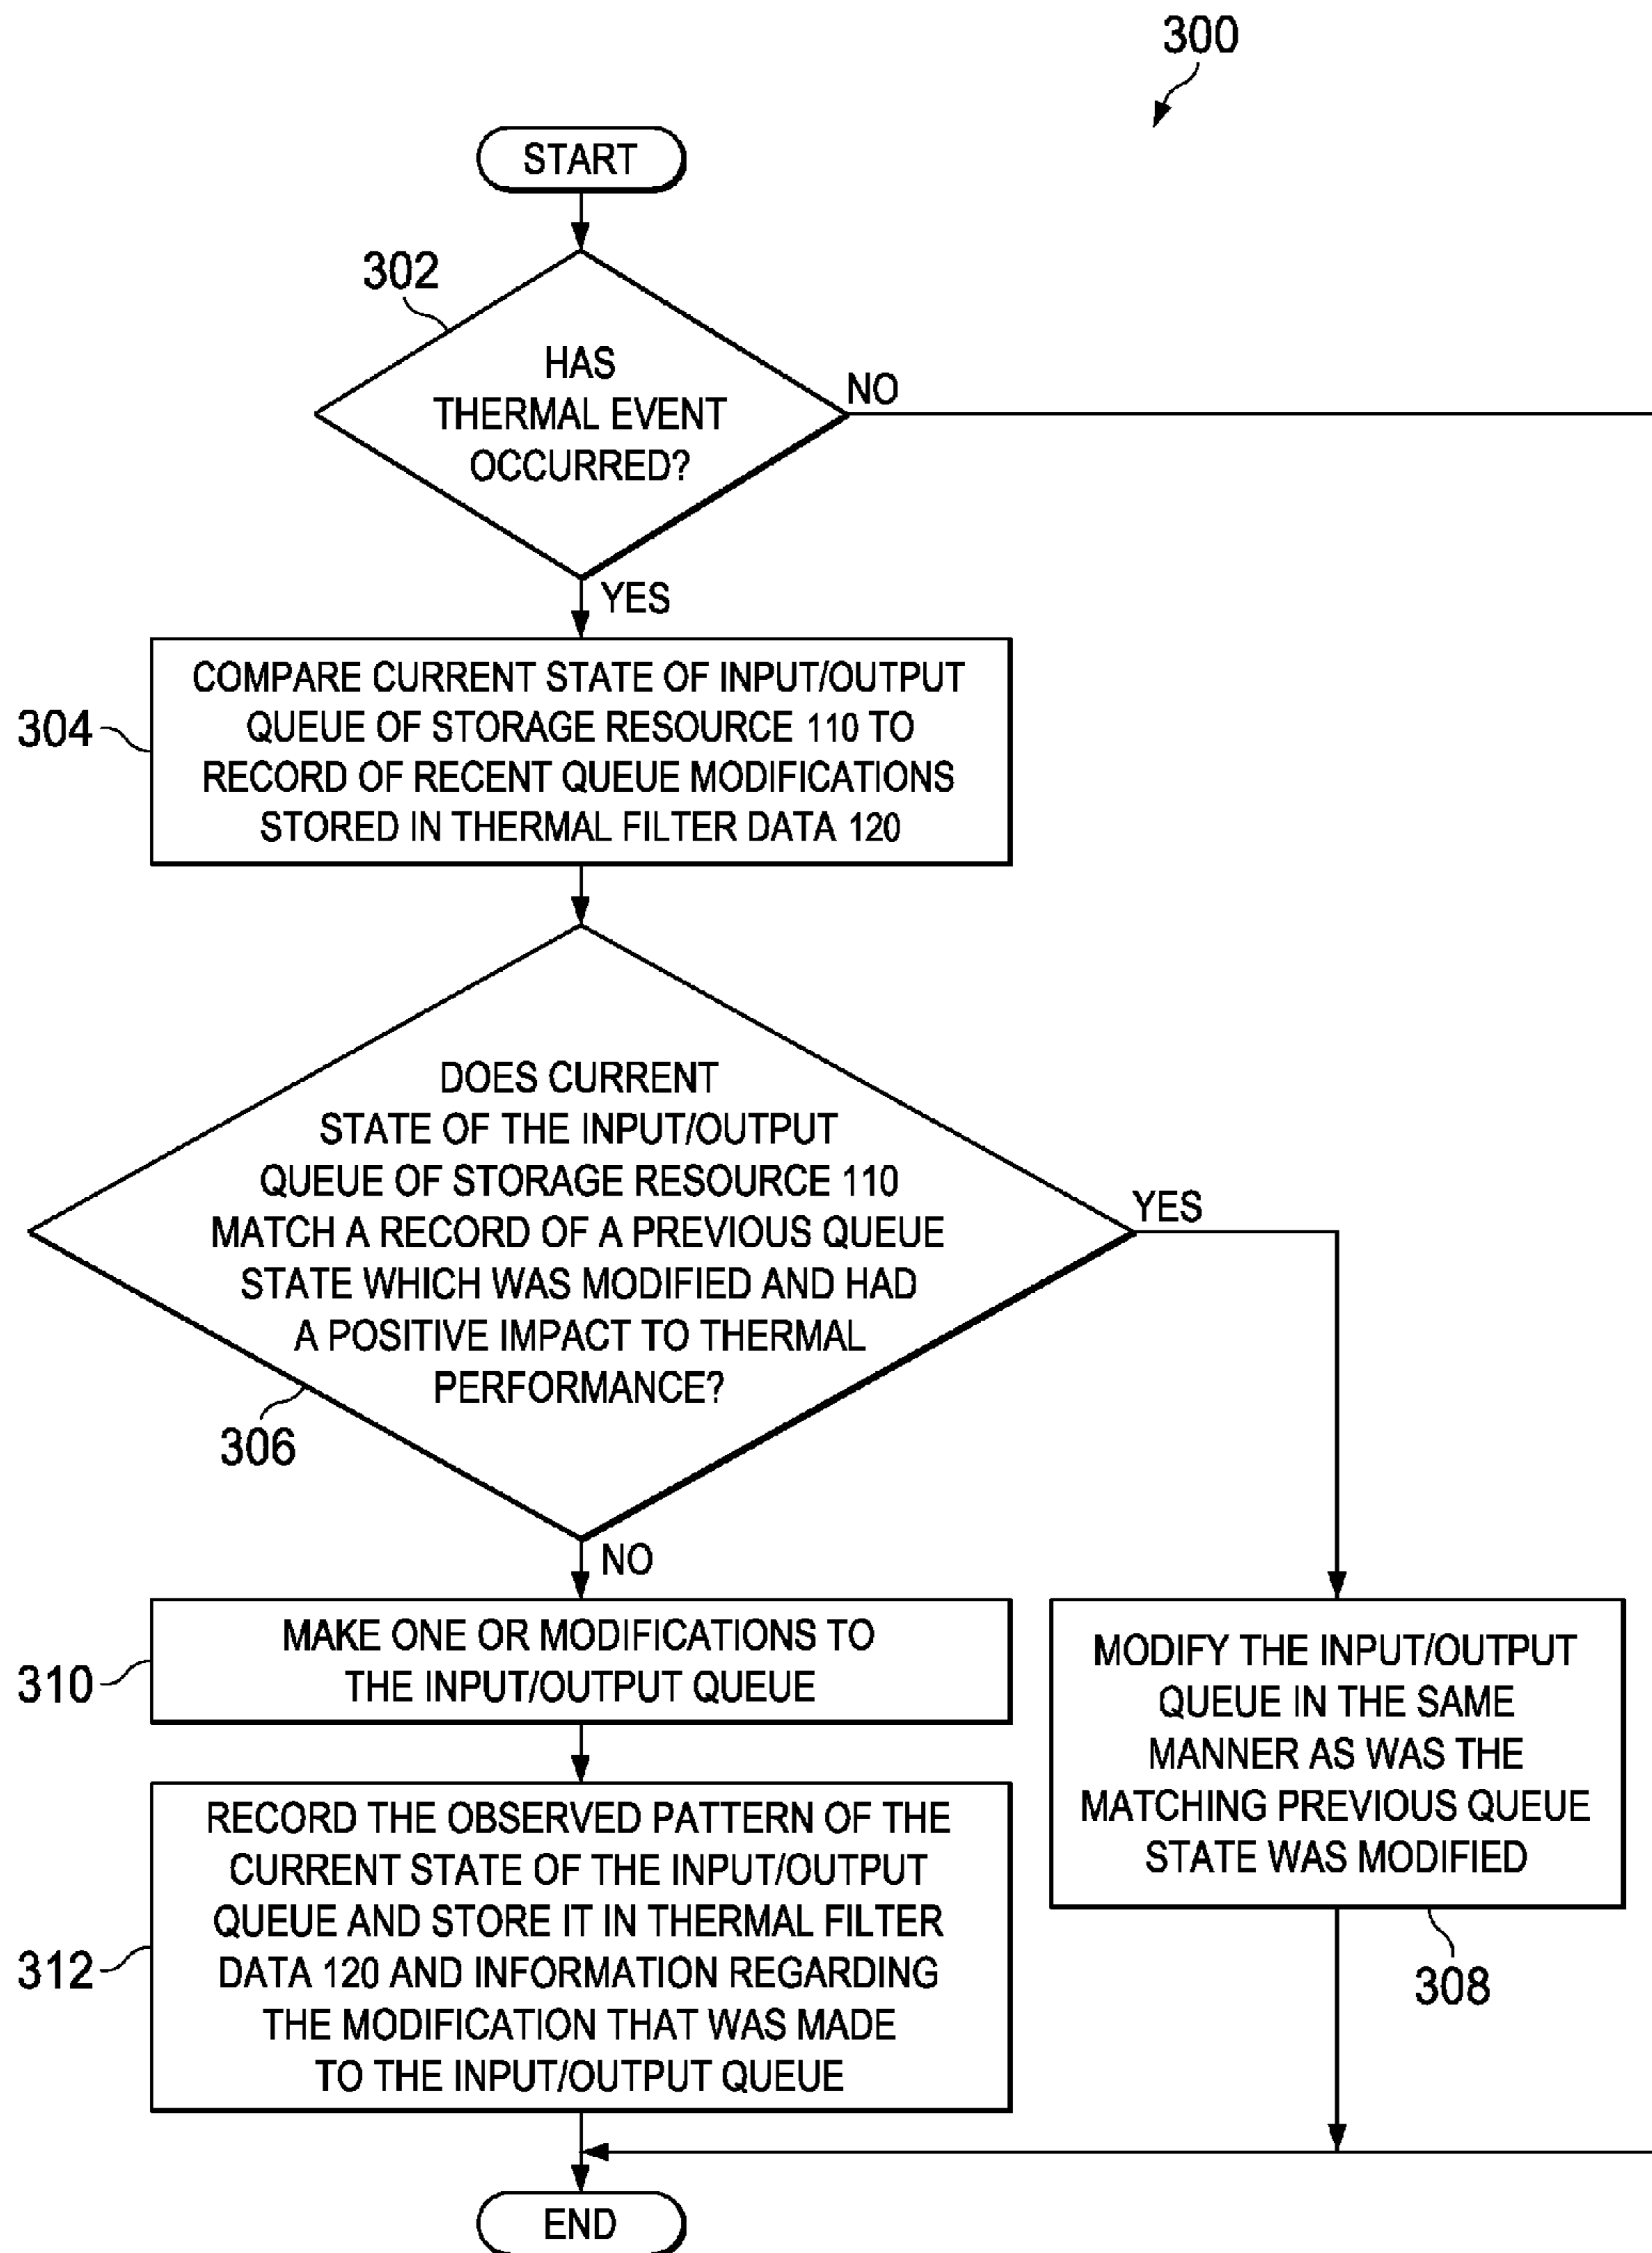 300
START
302
HAS
THERMAL EVENT
OCCURRED?
NO
YES
304
COMPARE CURRENT STATE OF INPUT/OUTPUT
QUEUE OF STORAGE RESOURCE 110 TO
RECORD OF RECENT QUEUE MODIFICATIONS
STORED IN THERMAL FILTER DATA 120
DOES CURRENT
STATE OF THE INPUT/OUTPUT
QUEUE OF STORAGE RESOURCE 110
MATCH A RECORD OF A PREVIOUS QUEUE
STATE WHICH WAS MODIFIED AND HAD
A POSITIVE IMPACT TO THERMAL
PERFORMANCE?
YES
306
NO
310
MAKE ONE OR MODIFICATIONS TO
THE INPUT/OUTPUT QUEUE
MODIFY THE INPUT/OUTPUT
QUEUE IN THE SAME
MANNER AS WAS THE
MATCHING PREVIOUS QUEUE
STATE WAS MODIFIED
308
312
RECORD THE OBSERVED PATTERN OF THE
CURRENT STATE OF THE INPUT/OUTPUT
QUEUE AND STORE IT IN THERMAL FILTER
DATA 120 AND INFORMATION REGARDING
THE MODIFICATION THAT WAS MADE
TO THE INPUT/OUTPUT QUEUE
END